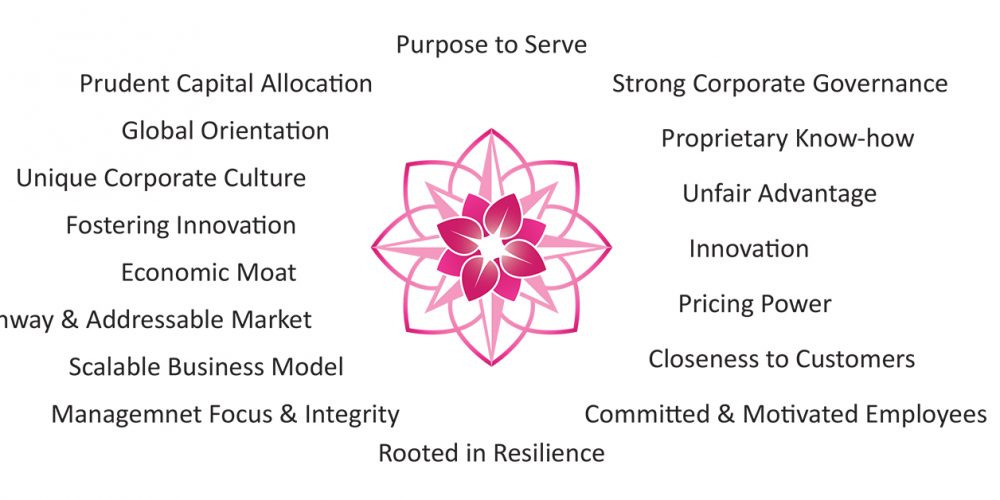 Purpose to Serve
Prudent Capital Allocation
Global Orientation
Unique Corporate Culture
Fostering Innovation
Economic Moat
& Addressable Market
Scalable Business Model
Managemnet Focus & Integrity
Strong Corporate Governance
Proprietary Know-how
Unfair Advantage
Innovation
Pricing Power
Closeness to Customers
Committed & Motivated Employees
Rooted in Resilience